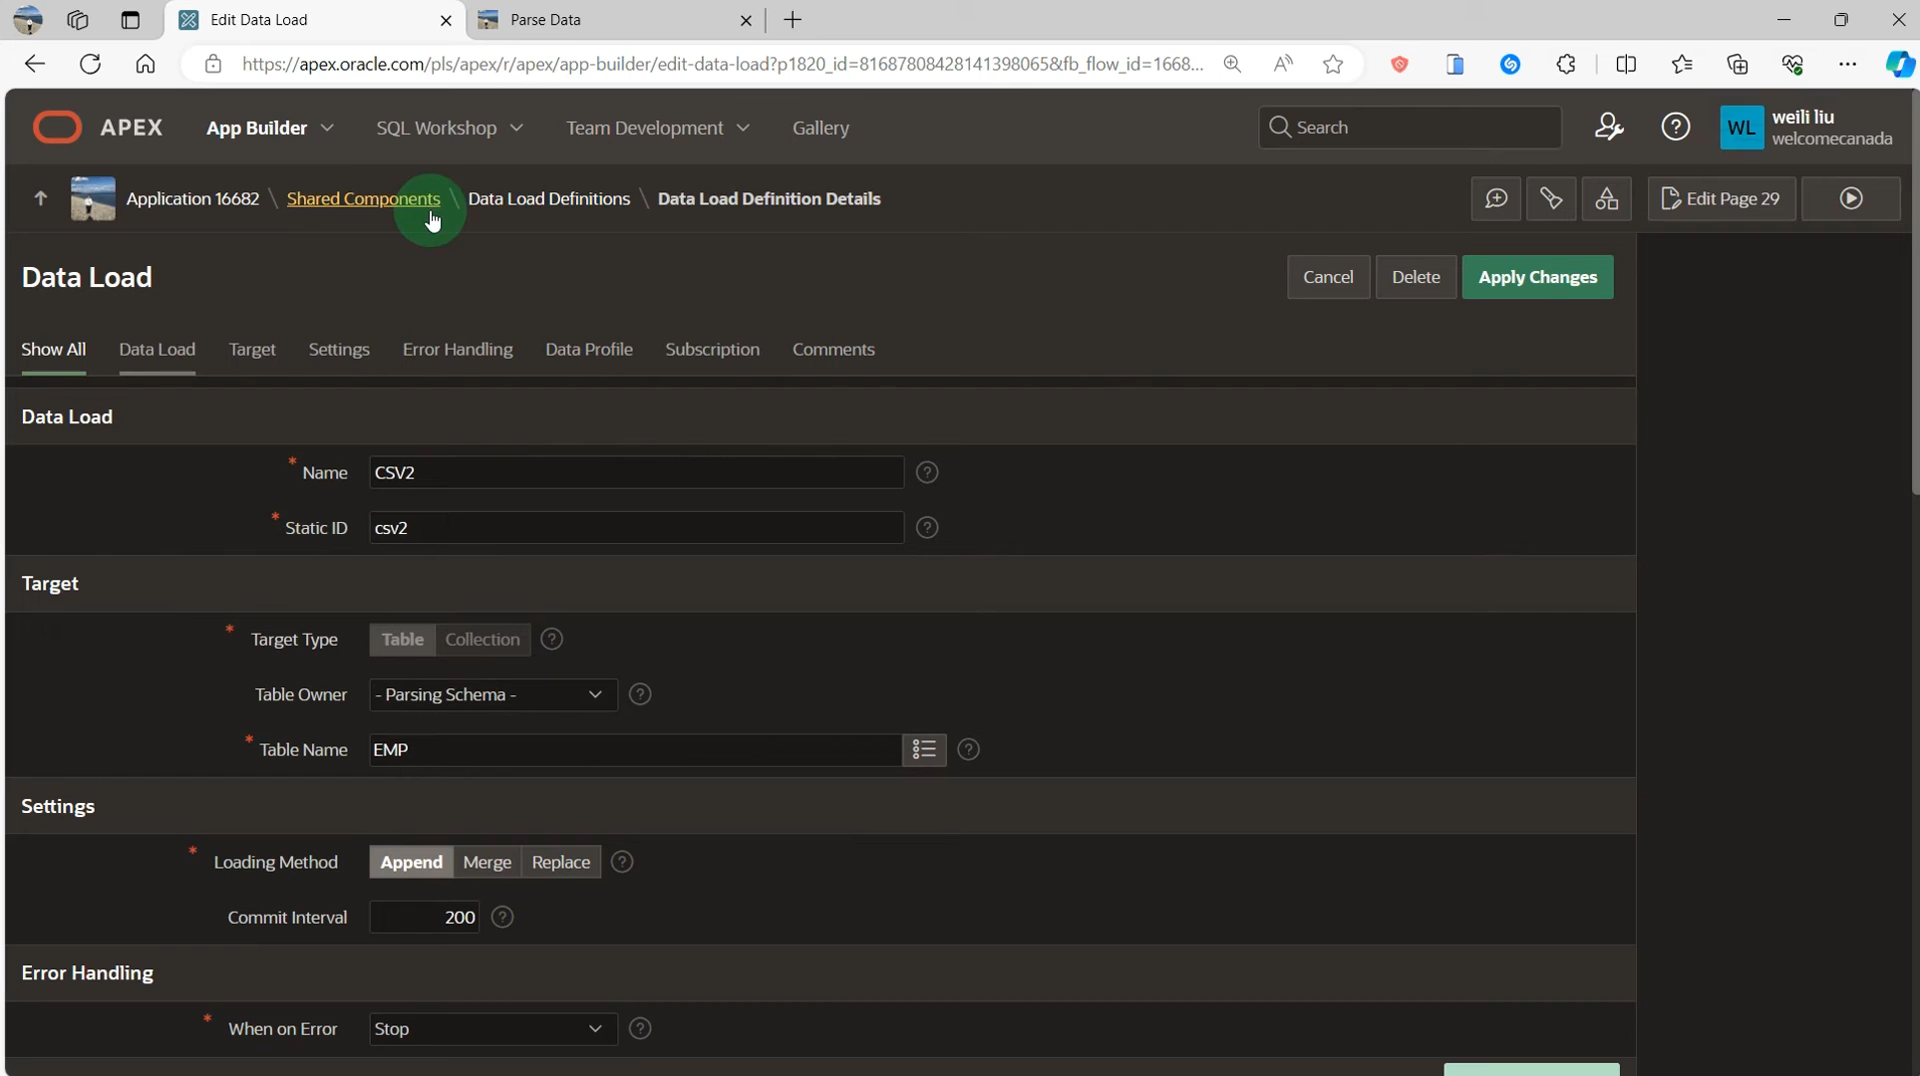 Edit Data Load
Parse Data
https://apex.oracle.com/pls/apex/r/apex/app-builder/edit-data-load?p1820_id=81687808428141398065&fb_flow_id=1668...
APEX App Builder SQL Workshop Team Development Gallery Search WL weili liu
welcomecanada
Application 16682 \ Shared Components \ Data Load Definitions \ Data Load Definition Details Edit Page 29
Data Load Cancel Delete Apply Changes
Show All Data Load Target Settings Error Handling Data Profile Subscription Comments
Data Load
* Name CSV2
* Static ID csv2
Target
* Target Type Table Collection
Table Owner - Parsing Schema -
* Table Name EMP
Settings
* Loading Method Append Merge Replace
Commit Interval 200
Error Handling
* When on Error Stop